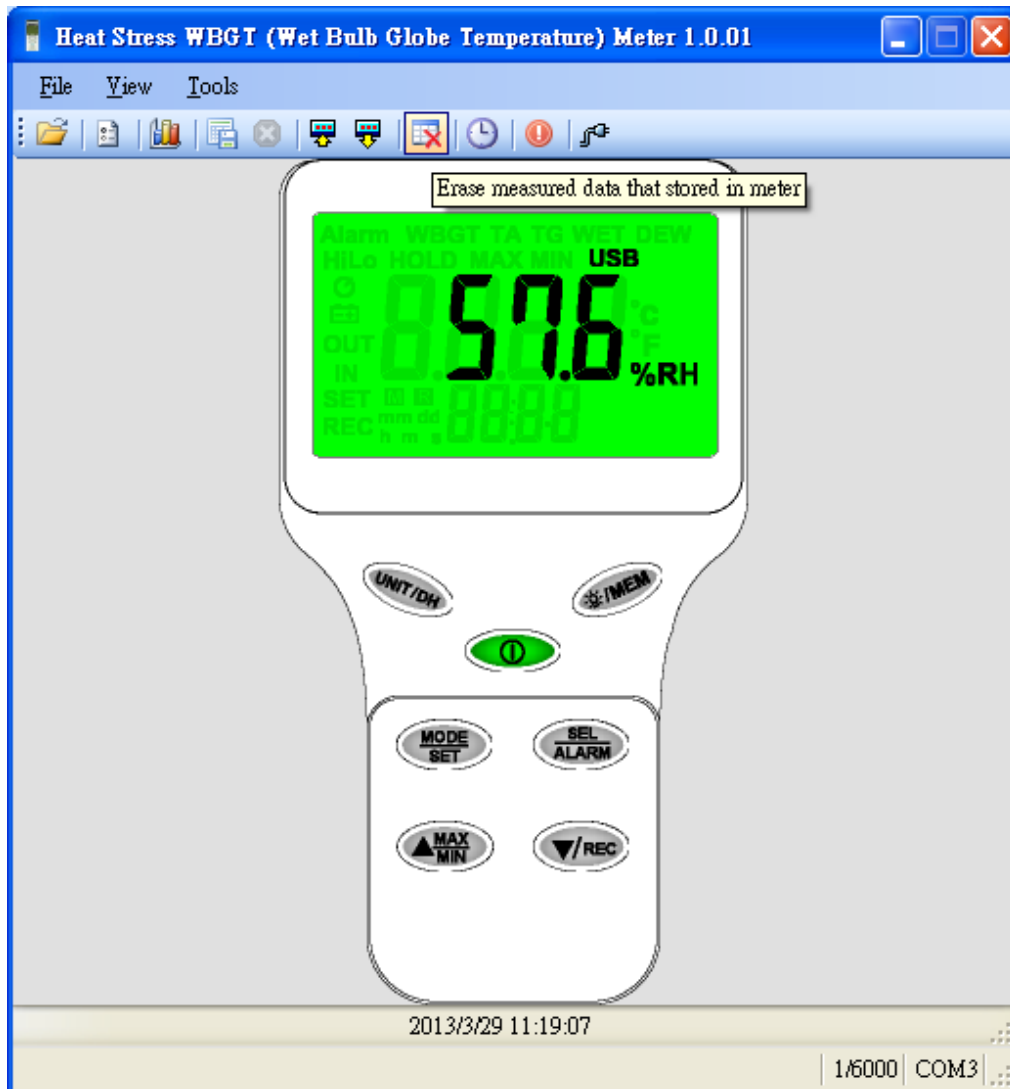 Heat Stress WBGT (Wet Bulb Globe Temperature) Meter 1.0.01
File View Tools
Erase measured data that stored in meter
Alarm WBGT TA TG WET DEW
HiLo HOLD MAX MIN USB
57.6
°C
OUT °F
IN %RH
SET A B 88:88
REC mm dd
h m s
UNIT/DH
/MEM
MODE SEL
SET ALARM
MAX
MIN
/REC
2013/3/29 11:19:07
1/6000 COM3